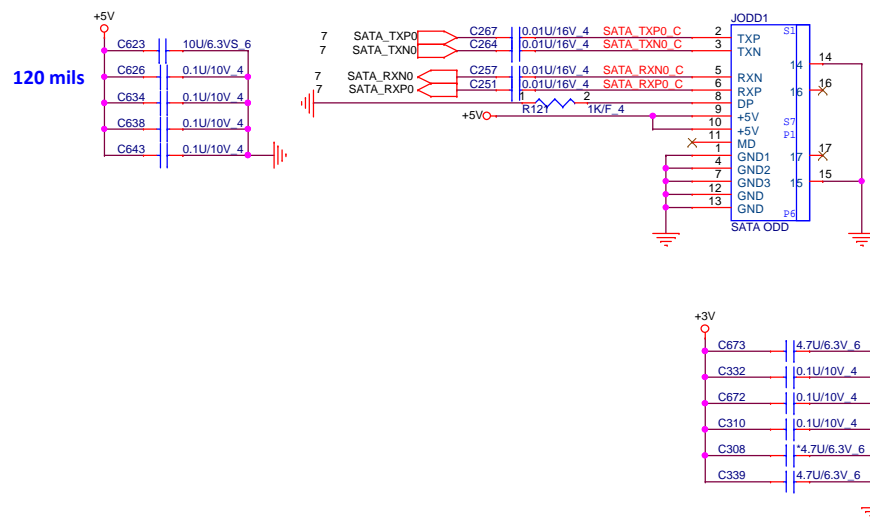 +5V
C623 10U/6.3VS_6
120 mils
C626 0.1U/10V_4
C634 0.1U/10V_4
C638 0.1U/10V_4
C643 0.1U/10V_4
JODD1
7 SATA_TXP0 C267 0.01U/16V_4 SATA_TXP0_C 2 TXP S1
7 SATA_TXN0 C264 0.01U/16V_4 SATA_TXN0_C 3 TXN
14 14
7 SATA_RXN0 C257 0.01U/16V_4 SATA_RXN0_C 5 RXN
7 SATA_RXP0 C251 0.01U/16V_4 SATA_RXP0_C 6 RXP
16 16
1 R121 2 1K/F_4 8 DP
+5V 9 +5V S7
10 +5V P1
11 MD
1 GND1 17 17
4 GND2
7 GND3 15 15
12 GND
13 GND P6
SATA ODD
+3V
C673 4.7U/6.3V_6
C332 0.1U/10V_4
C672 0.1U/10V_4
C310 0.1U/10V_4
C308 *4.7U/6.3V_6
C339 4.7U/6.3V_6